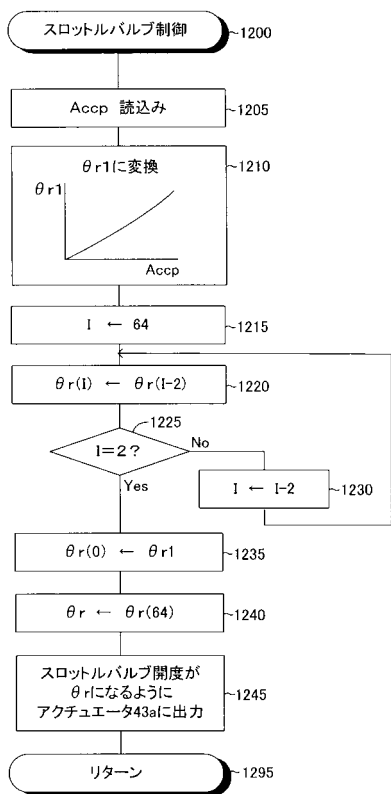 スロットルバルブ制御
1200
Accp 読込み
1205
θr1に変換
1210
θr1
Accp
I ← 64
1215
θr(I) ← θr(I-2)
1220
1225
I=2?
No
Yes
I ← I-2
1230
θr(0) ← θr1
1235
θr ← θr(64)
1240
スロットルバルブ開度が
θrになるように
アクチュエータ43aに出力
1245
リターン
1295